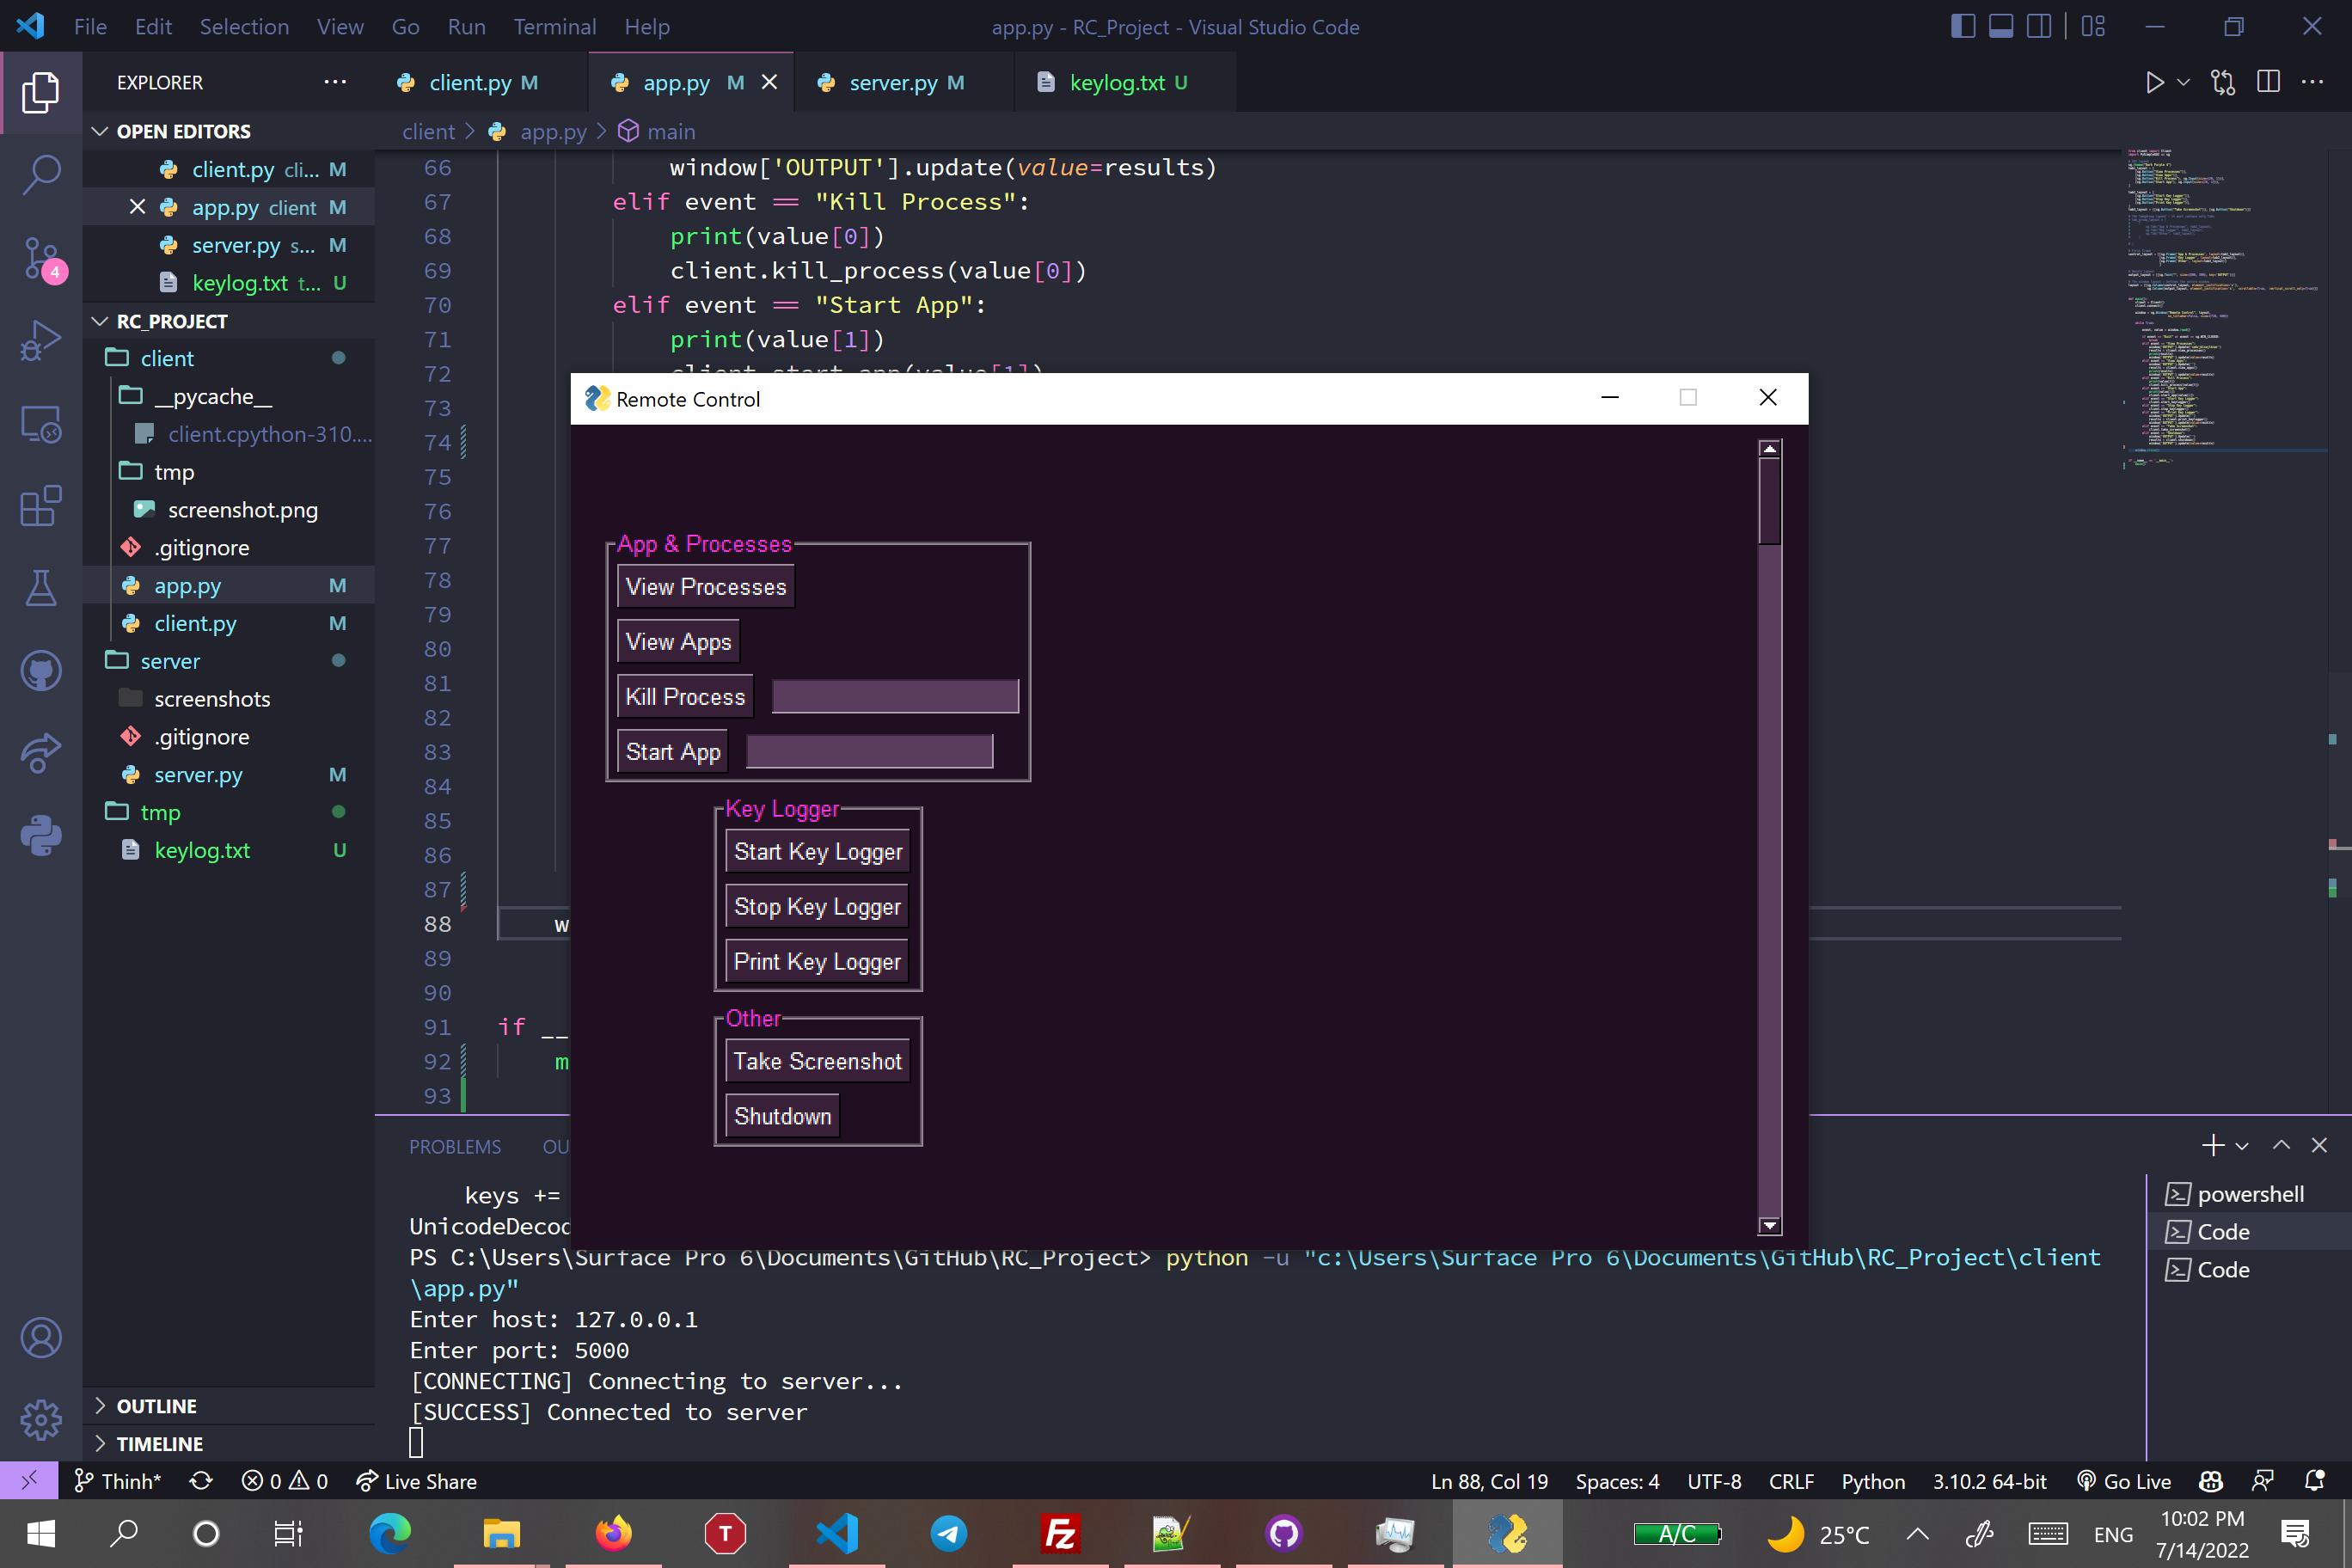 File Edit Selection View Go Run Terminal Help
app.py - RC_Project - Visual Studio Code
EXPLORER
client.py M
app.py M
server.py M
keylog.txt U
OPEN EDITORS
client.py cli... M
app.py client M
server.py s... M
keylog.txt t... U
RC_PROJECT
client
__pycache__
client.cpython-310....
tmp
screenshot.png
.gitignore
app.py M
client.py M
server
screenshots
.gitignore
server.py M
tmp
keylog.txt U
OUTLINE
TIMELINE
4
client > app.py > main
66 window['OUTPUT'].update(value=results)
67 elif event == "Kill Process":
68 print(value[0])
69 client.kill_process(value[0])
70 elif event == "Start App":
71 print(value[1])
72 client.start_app(value[1])
73
74
75
76
77
78
79
80
81
82
83
84
85
86
87
88 w
89
90
91 if __
92 m
93
Remote Control
App & Processes
View Processes
View Apps
Kill Process
Start App
Key Logger
Start Key Logger
Stop Key Logger
Print Key Logger
Other
Take Screenshot
Shutdown
PROBLEMS OU
keys +=
UnicodeDecod
PS C:\Users\Surface Pro 6\Documents\GitHub\RC_Project> python -u "c:\Users\Surface Pro 6\Documents\GitHub\RC_Project\client
\app.py"
Enter host: 127.0.0.1
Enter port: 5000
[CONNECTING] Connecting to server...
[SUCCESS] Connected to server
powershell
Code
Code
Thinh* 0 0 Live Share
Ln 88, Col 19 Spaces: 4 UTF-8 CRLF Python 3.10.2 64-bit Go Live
T
Fz
A/C
25°C
ENG
10:02 PM
7/14/2022